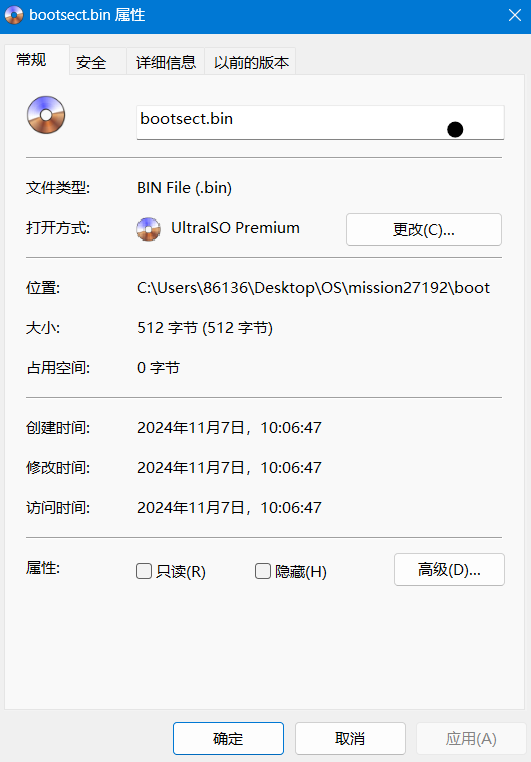 bootsect.bin 属性
常规 安全 详细信息 以前的版本
bootsect.bin
文件类型: BIN File (.bin)
打开方式: UltraISO Premium 更改(C)...
位置: C:\Users\86136\Desktop\OS\mission27192\boot
大小: 512 字节 (512 字节)
占用空间: 0 字节
创建时间: 2024年11月7日，10:06:47
修改时间: 2024年11月7日，10:06:47
访问时间: 2024年11月7日，10:06:47
属性: 只读(R) 隐藏(H) 高级(D)...
确定 取消 应用(A)